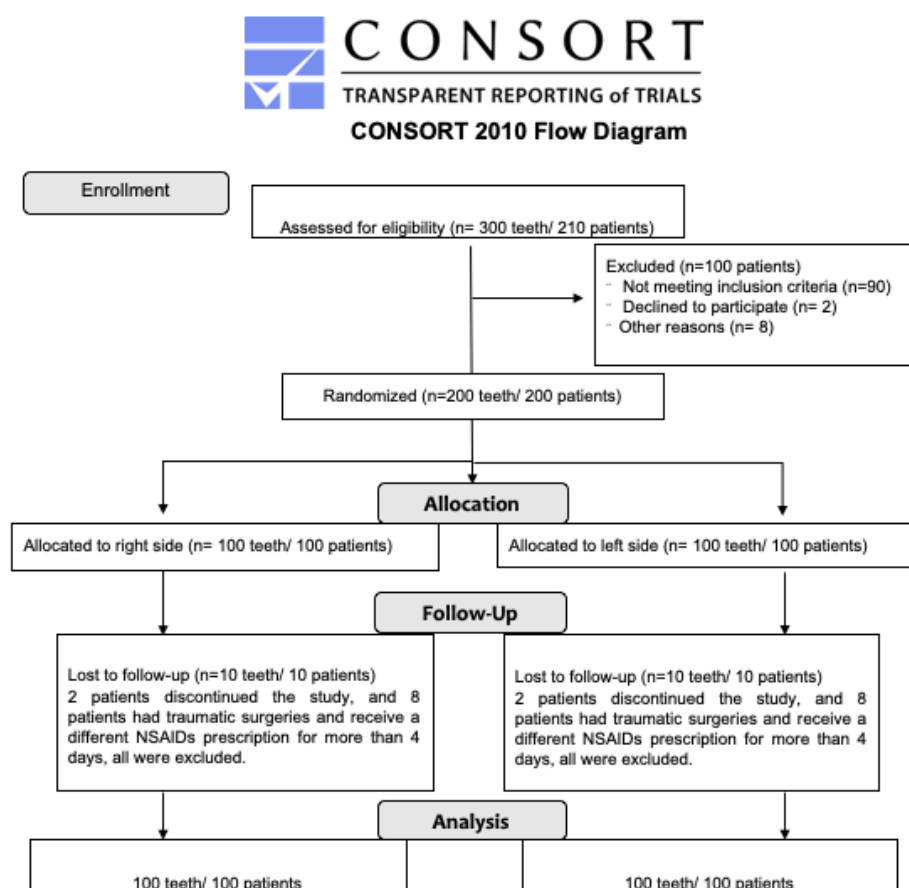 CONSORT
TRANSPARENT REPORTING of TRIALS
CONSORT 2010 Flow Diagram
Enrollment
Assessed for eligibility (n= 300 teeth/ 210 patients)
Excluded (n=100 patients)
¨ Not meeting inclusion criteria (n=90)
¨ Declined to participate (n= 2)
¨ Other reasons (n= 8)
Randomized (n=200 teeth/ 200 patients)
Allocation
Allocated to right side (n= 100 teeth/ 100 patients)
Allocated to left side (n= 100 teeth/ 100 patients)
Follow-Up
Lost to follow-up (n=10 teeth/ 10 patients)
2 patients discontinued the study, and 8
patients had traumatic surgeries and receive a
different NSAIDs prescription for more than 4
days, all were excluded.
Lost to follow-up (n=10 teeth/ 10 patients)
2 patients discontinued the study, and 8
patients had traumatic surgeries and receive a
different NSAIDs prescription for more than 4
days, all were excluded.
Analysis
100 teeth/ 100 patients
100 teeth/ 100 patients